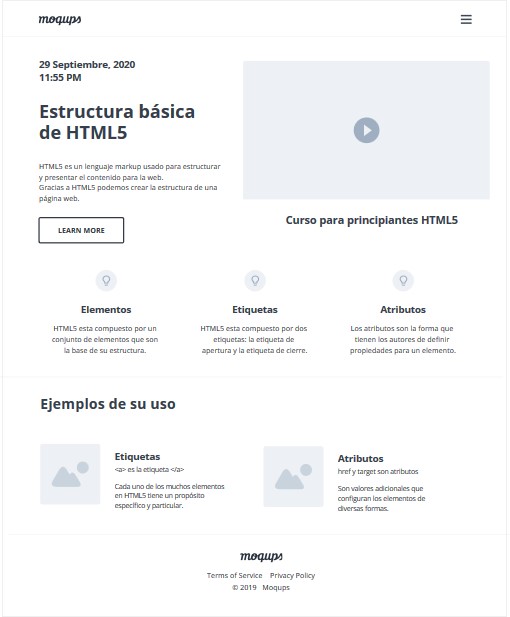 moqups
29 Septiembre, 2020
11:55 PM
Estructura básica
de HTML5
HTML5 es un lenguaje markup usado para estructurar
y presentar el contenido para la web.
Gracias a HTML5 podemos crear la estructura de una
página web.
LEARN MORE
Curso para principiantes HTML5
Elementos
HTML5 esta compuesto por un
conjunto de elementos que son
la base de su estructura.
Etiquetas
HTML5 esta compuesto por dos
etiquetas: la etiqueta de
apertura y la etiqueta de cierre.
Atributos
Los atributos son la forma que
tienen los autores de definir
propiedades para un elemento.
Ejemplos de su uso
Etiquetas
<a> es la etiqueta </a>
Cada uno de los muchos elementos
en HTML5 tiene un propósito
específico y particular.
Atributos
href y target son atributos
Son valores adicionales que
configuran los elementos de
diversas formas.
moqups
Terms of Service Privacy Policy
© 2019 Moqups